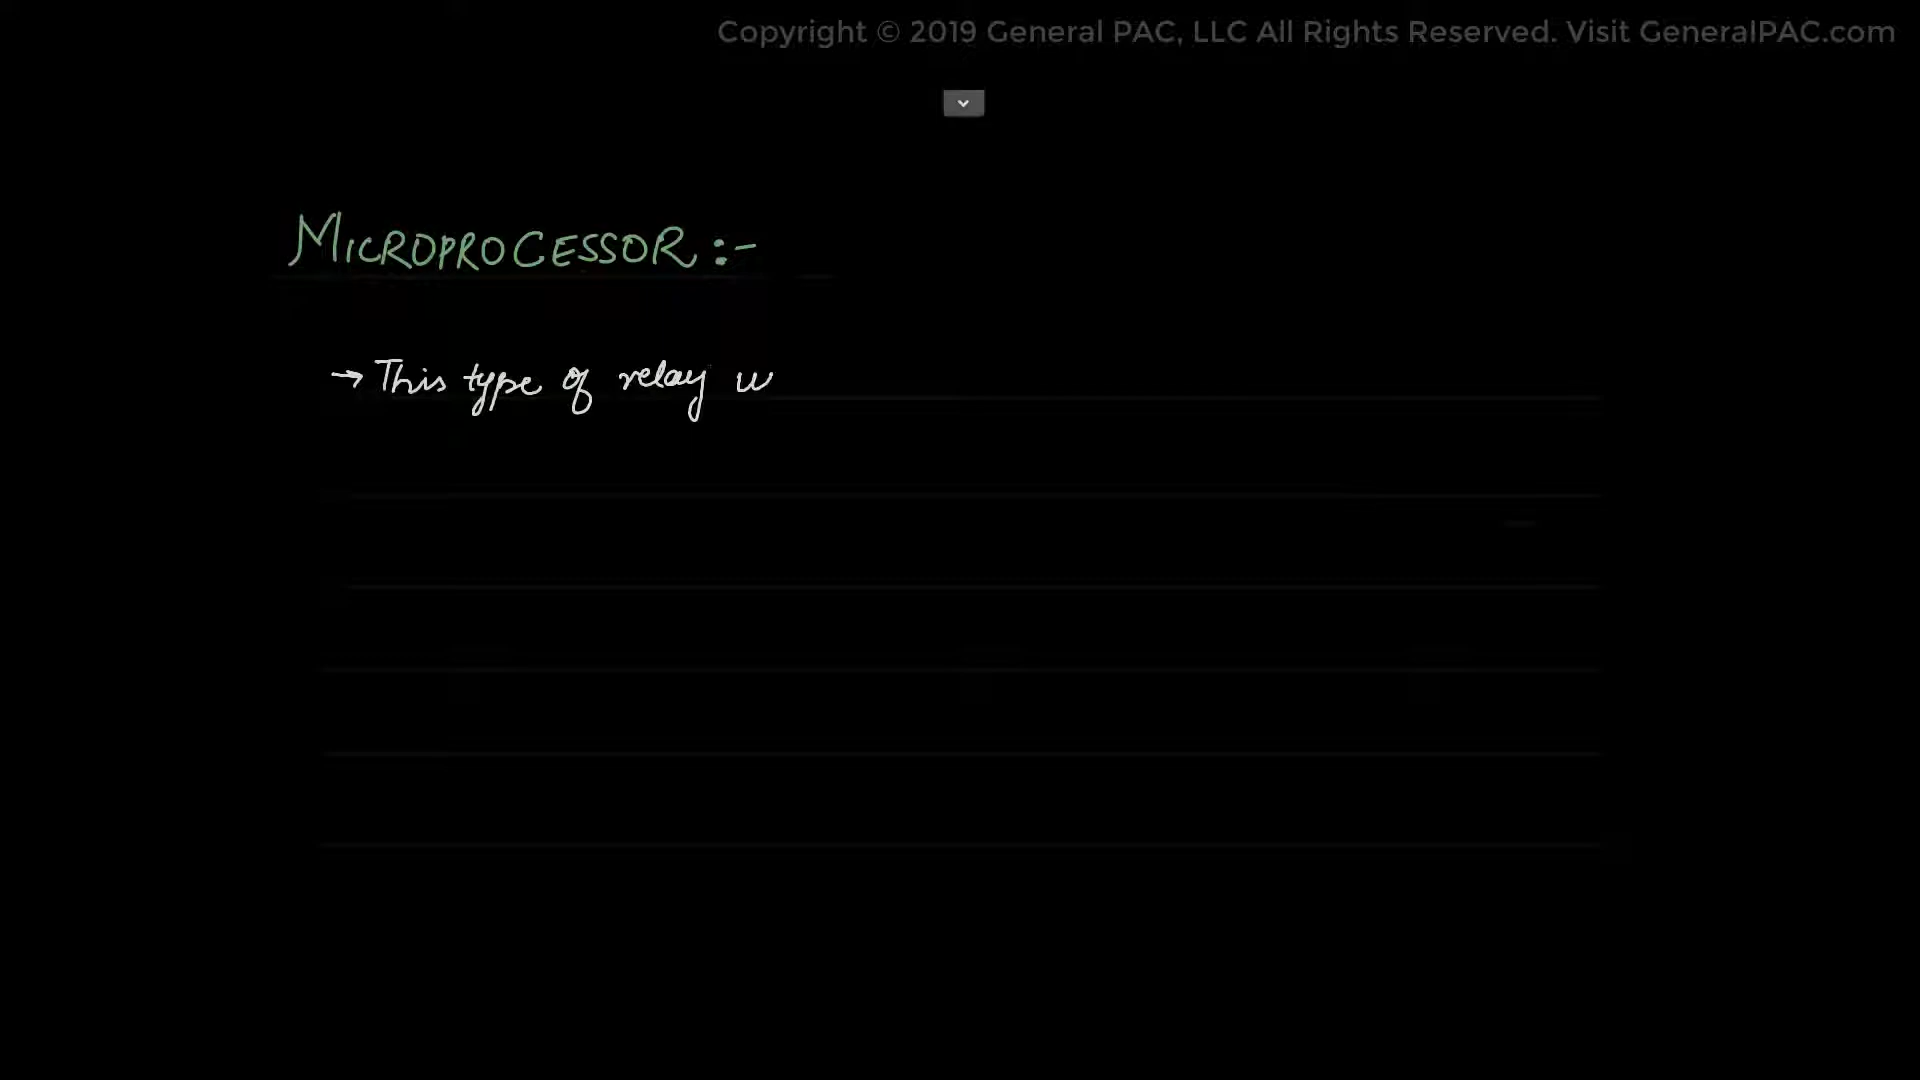 Copyright © 2019 General PAC, LLC All Rights Reserved. Visit GeneralPAC.com
MICROPROCESSOR :-
→ This type of relay w